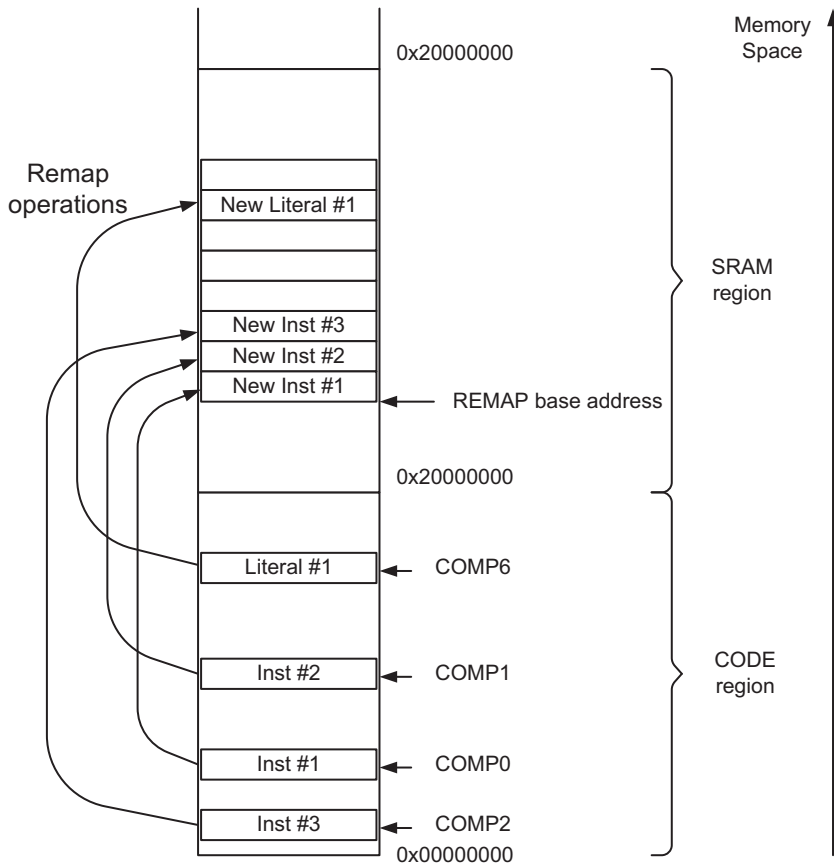 Memory
Space
0x20000000
Remap
operations
New Literal #1
SRAM
region
New Inst #3
New Inst #2
New Inst #1
REMAP base address
0x20000000
Literal #1
COMP6
Inst #2
COMP1
CODE
region
Inst #1
COMP0
Inst #3
COMP2
0x00000000